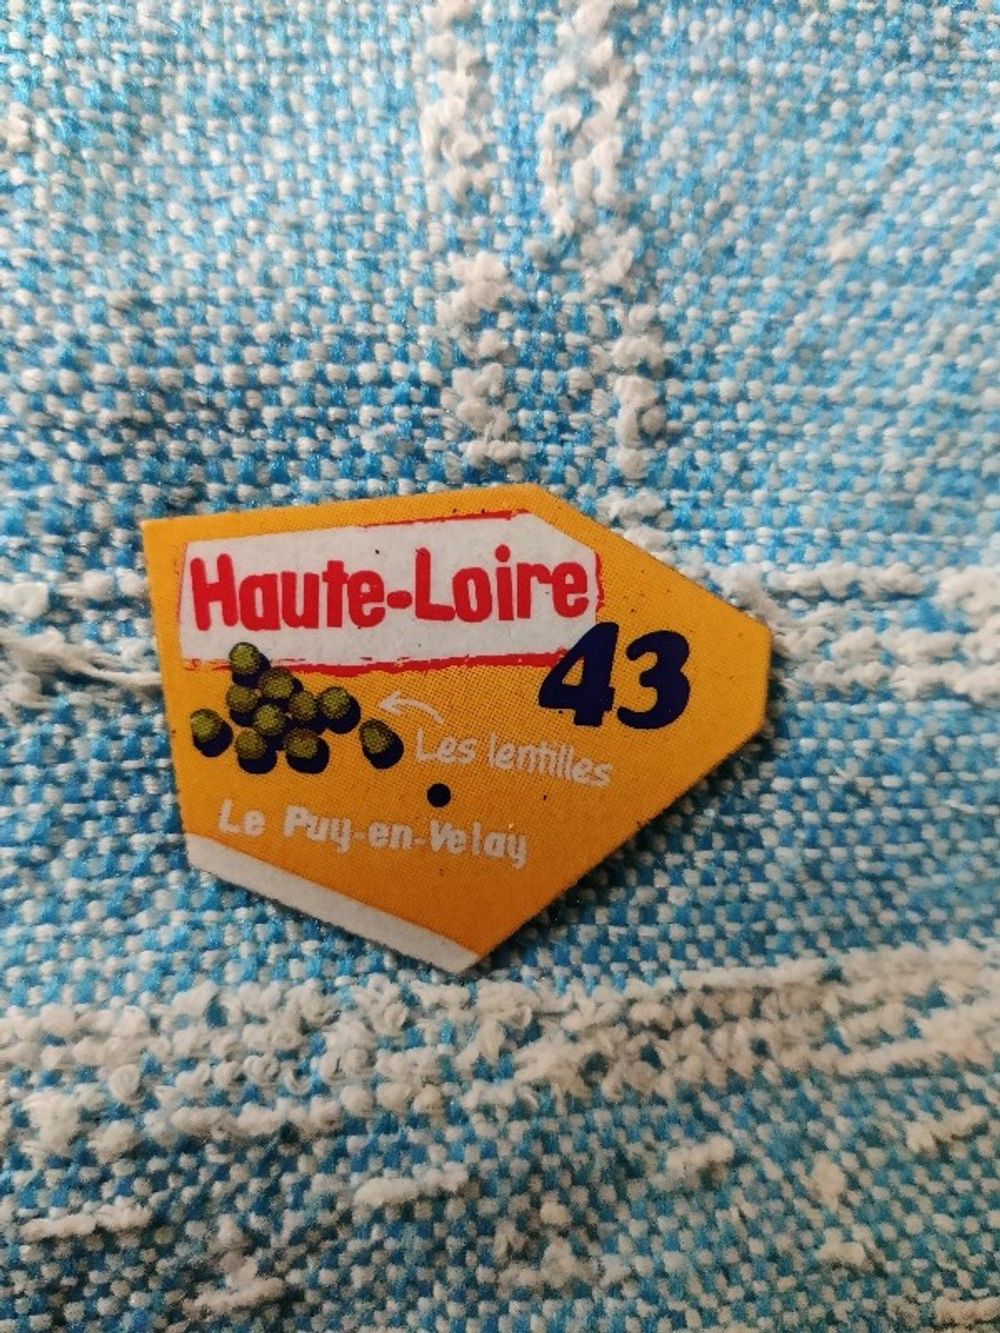 Haute-Loire
43
Les lentilles
Le Puy-en-Velay